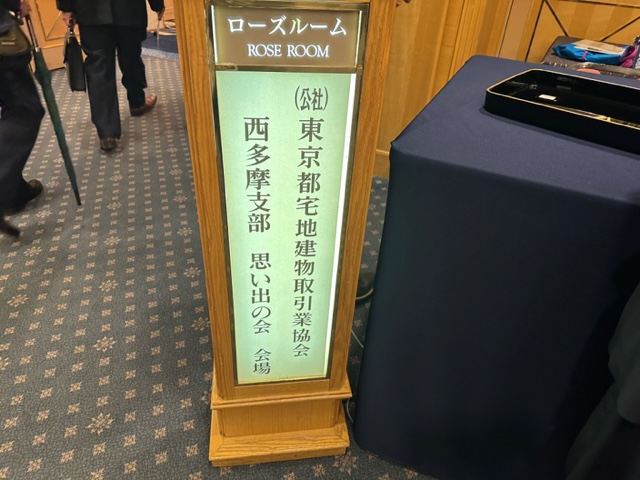 ローズルーム
ROSE ROOM
(公社)東京都宅地建物取引業協会
西多摩支部 思い出の会 会場